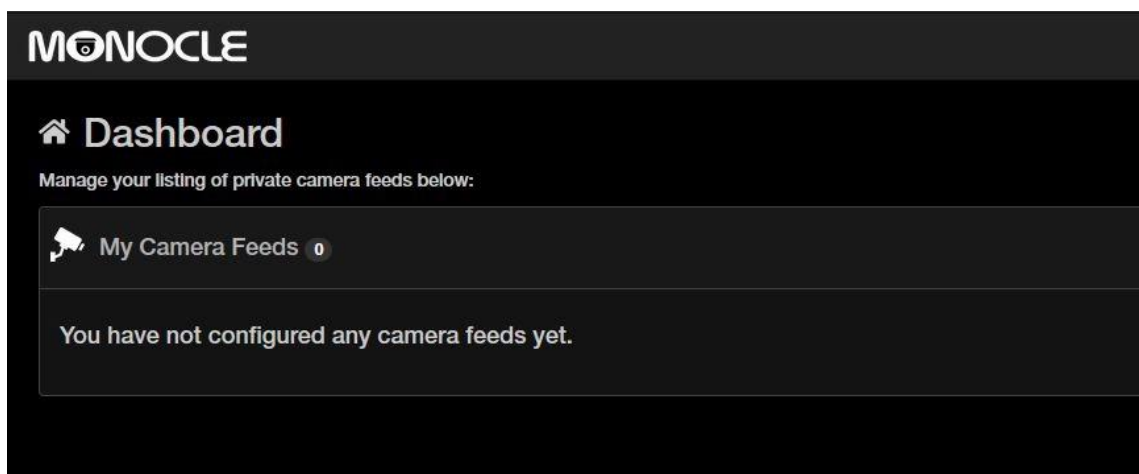 MONOCLE
Dashboard
Manage your listing of private camera feeds below:
My Camera Feeds 0
You have not configured any camera feeds yet.